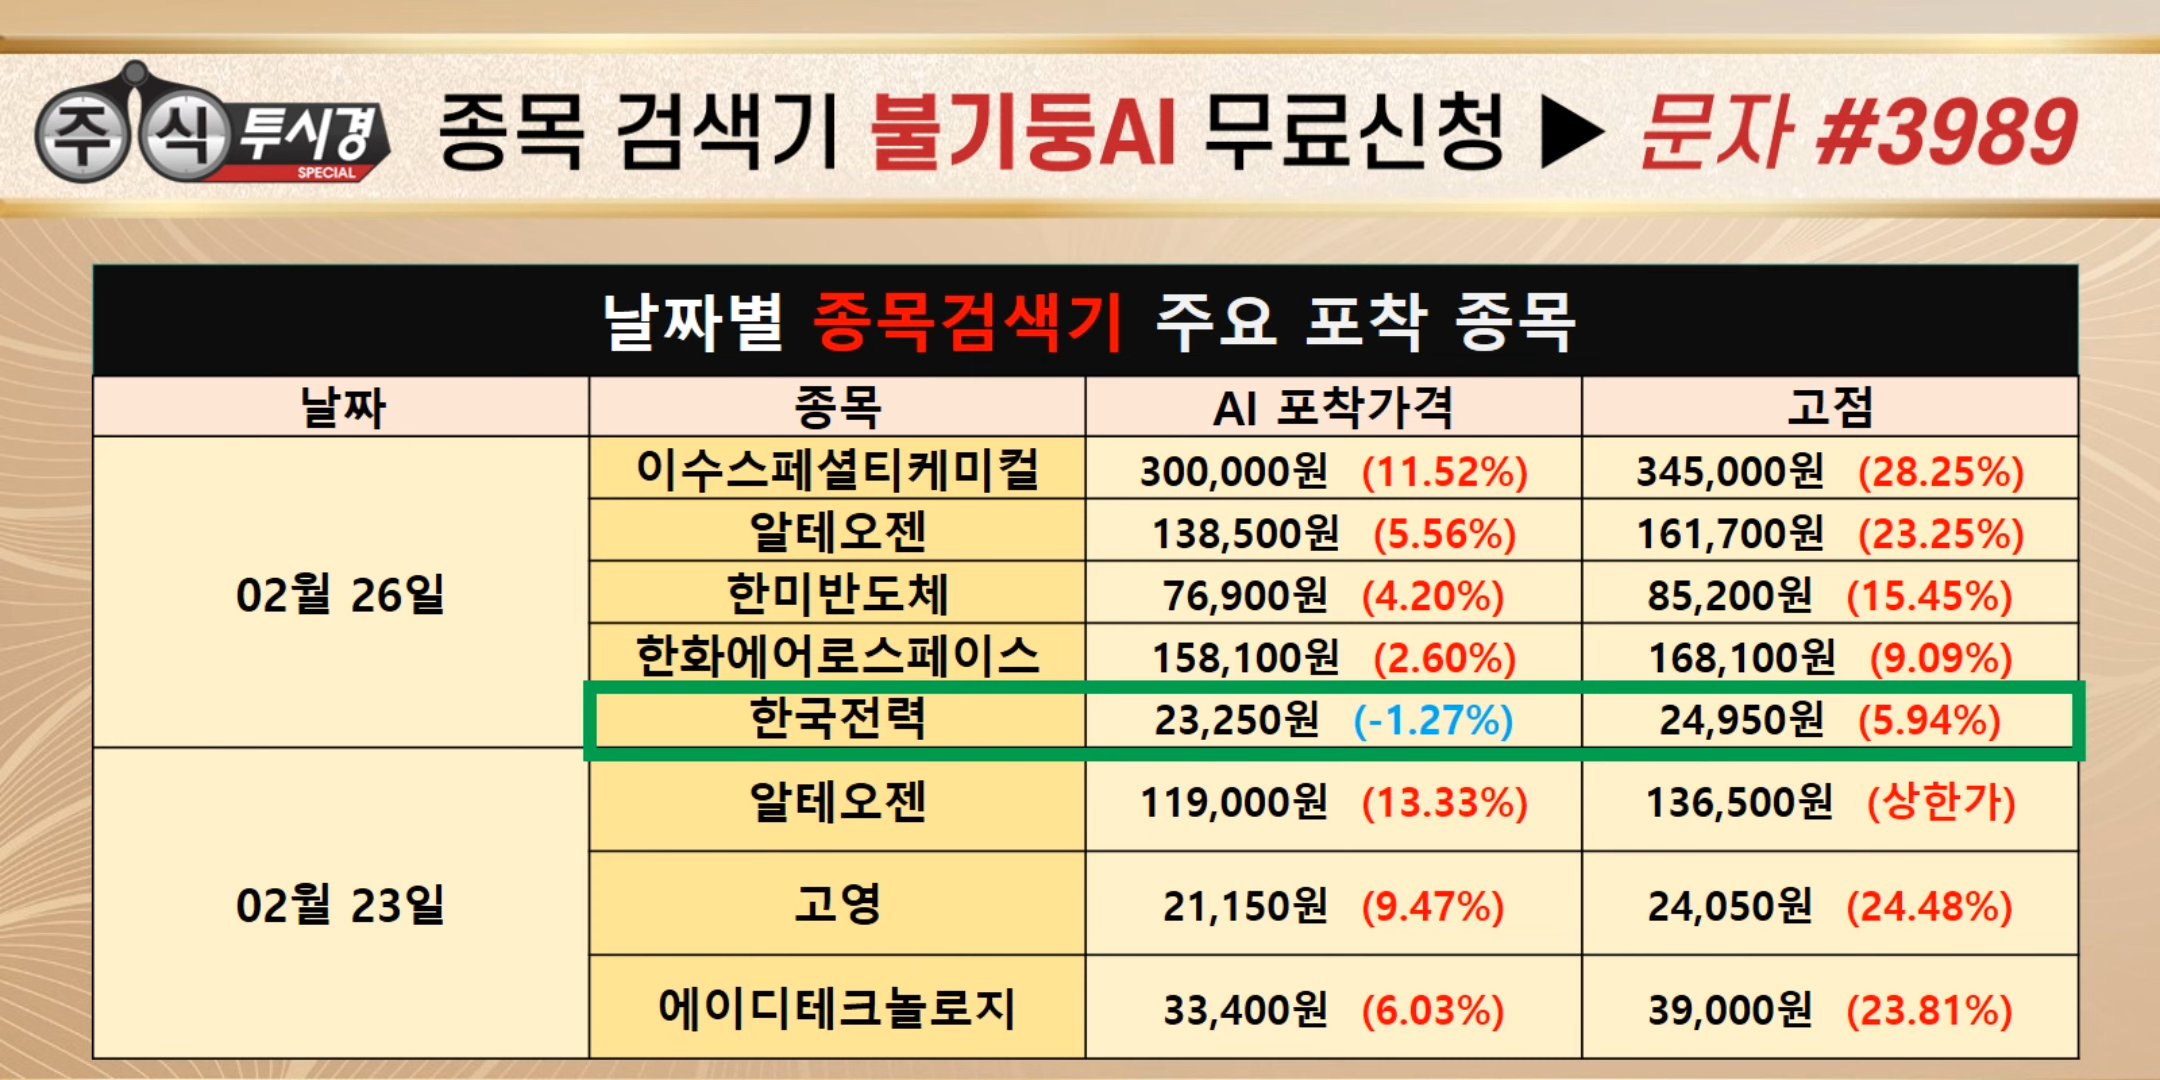 주식투시경
SPECIAL
종목 검색기 불기둥AI 무료신청 ▶ 문자 #3989
날짜별 종목검색기 주요 포착 종목
날짜 종목 AI 포착가격 고점
02월 26일
이수스페셜티케미컬 300,000원 (11.52%) 345,000원 (28.25%)
알테오젠 138,500원 (5.56%) 161,700원 (23.25%)
한미반도체 76,900원 (4.20%) 85,200원 (15.45%)
한화에어로스페이스 158,100원 (2.60%) 168,100원 (9.09%)
한국전력 23,250원 (-1.27%) 24,950원 (5.94%)
02월 23일
알테오젠 119,000원 (13.33%) 136,500원 (상한가)
고영 21,150원 (9.47%) 24,050원 (24.48%)
에이디테크놀로지 33,400원 (6.03%) 39,000원 (23.81%)